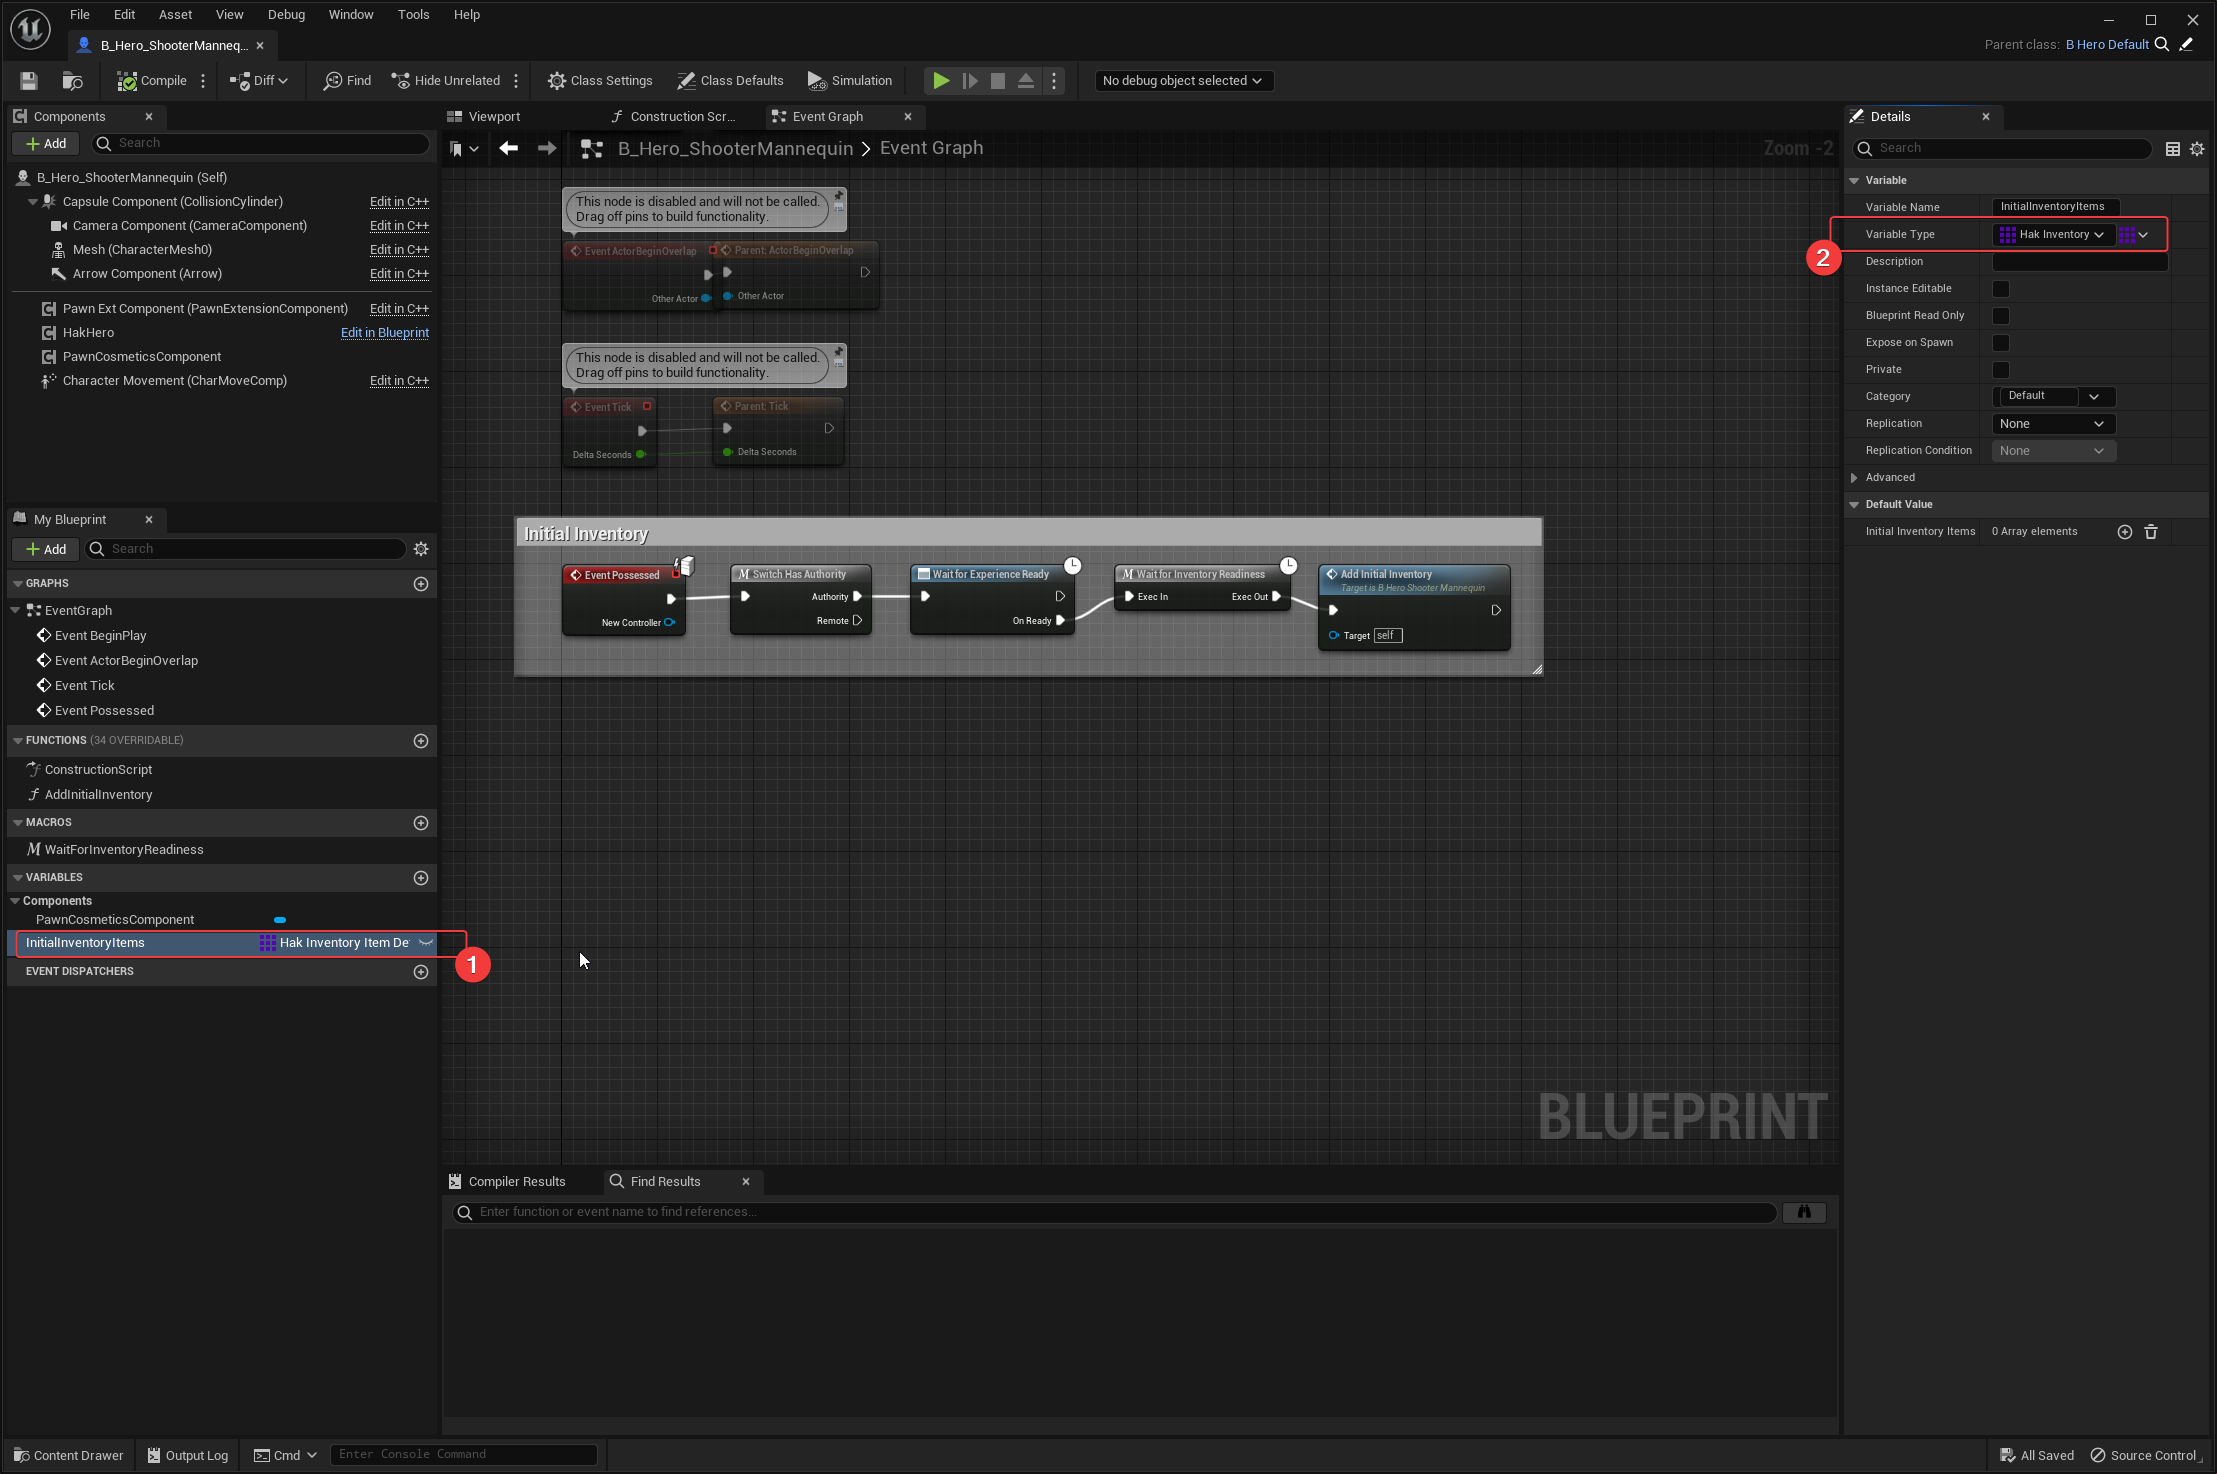 File Edit Asset View Debug Window Tools Help
B_Hero_ShooterManneq...
Parent class: B Hero Default
Compile Diff Find Hide Unrelated Class Settings Class Defaults Simulation No debug object selected
Components
Add Search
B_Hero_ShooterMannequin (Self)
Capsule Component (CollisionCylinder) Edit in C++
Camera Component (CameraComponent) Edit in C++
Mesh (CharacterMesh0) Edit in C++
Arrow Component (Arrow) Edit in C++
Pawn Ext Component (PawnExtensionComponent) Edit in C++
HakHero Edit in Blueprint
PawnCosmeticsComponent
Character Movement (CharMoveComp) Edit in C++
My Blueprint
Add Search
GRAPHS
EventGraph
Event BeginPlay
Event ActorBeginOverlap
Event Tick
Event Possessed
FUNCTIONS (34 OVERRIDABLE)
ConstructionScript
AddInitialInventory
MACROS
WaitForInventoryReadiness
VARIABLES
Components
PawnCosmeticsComponent
InitialInventoryItems Hak Inventory Item De
1
EVENT DISPATCHERS
Viewport Construction Scr... Event Graph
B_Hero_ShooterMannequin > Event Graph
Zoom -2
This node is disabled and will not be called.
Drag off pins to build functionality.
Event ActorBeginOverlap Parent: ActorBeginOverlap
Other Actor Other Actor
This node is disabled and will not be called.
Drag off pins to build functionality.
Event Tick Parent: Tick
Delta Seconds Delta Seconds
Initial Inventory
Event Possessed
New Controller
Switch Has Authority
Authority
Remote
Wait for Experience Ready
On Ready
Wait for Inventory Readiness
Exec In Exec Out
Add Initial Inventory
Target is B Hero Shooter Mannequin
Target self
BLUEPRINT
Compiler Results Find Results
Enter function or event name to find references...
Details
Search
Variable
Variable Name InitialInventoryItems
Variable Type Hak Inventory
2
Description
Instance Editable
Blueprint Read Only
Expose on Spawn
Private
Category Default
Replication None
Replication Condition None
Advanced
Default Value
Initial Inventory Items 0 Array elements
Content Drawer Output Log Cmd Enter Console Command All Saved Source Control